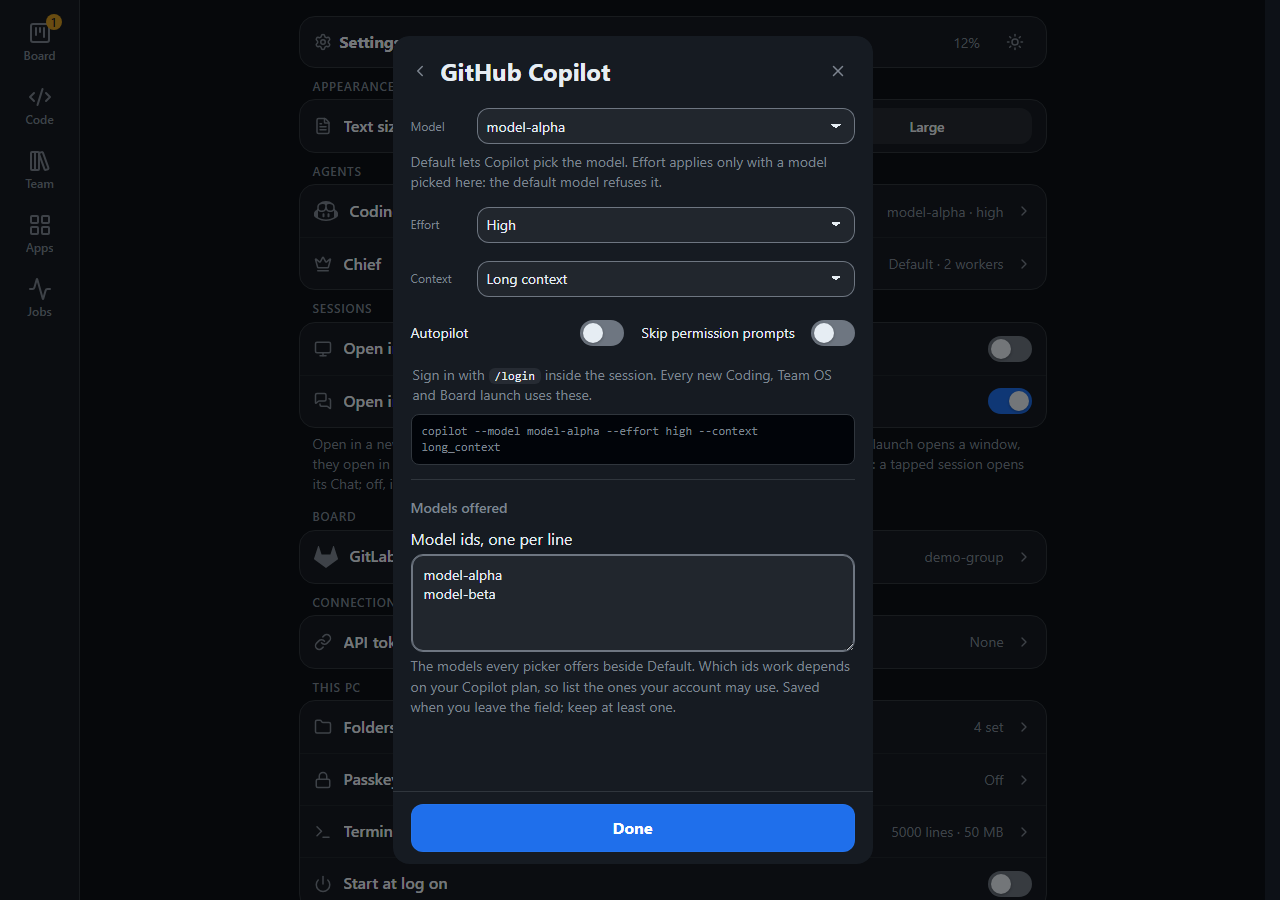 1
Board
Code
Team
Apps
Jobs
Settings
12%
APPEARANCE
Text siz
Large
AGENTS
Coding
model-alpha · high
Chief
Default · 2 workers
SESSIONS
Open i
Open i
Open in a ne
launch opens a window,
they open in
: a tapped session opens
its Chat; off, i
BOARD
GitLab
demo-group
CONNECTION
API tok
None
THIS PC
Folders
4 set
Passkey
Off
Termin
5000 lines · 50 MB
Start at log on
GitHub Copilot
Model
model-alpha
Default lets Copilot pick the model. Effort applies only with a model
picked here: the default model refuses it.
Effort
High
Context
Long context
Autopilot
Skip permission prompts
Sign in with /login inside the session. Every new Coding, Team OS
and Board launch uses these.
copilot --model model-alpha --effort high --context
long_context
Models offered
Model ids, one per line
model-alpha
model-beta
The models every picker offers beside Default. Which ids work depends
on your Copilot plan, so list the ones your account may use. Saved
when you leave the field; keep at least one.
Done